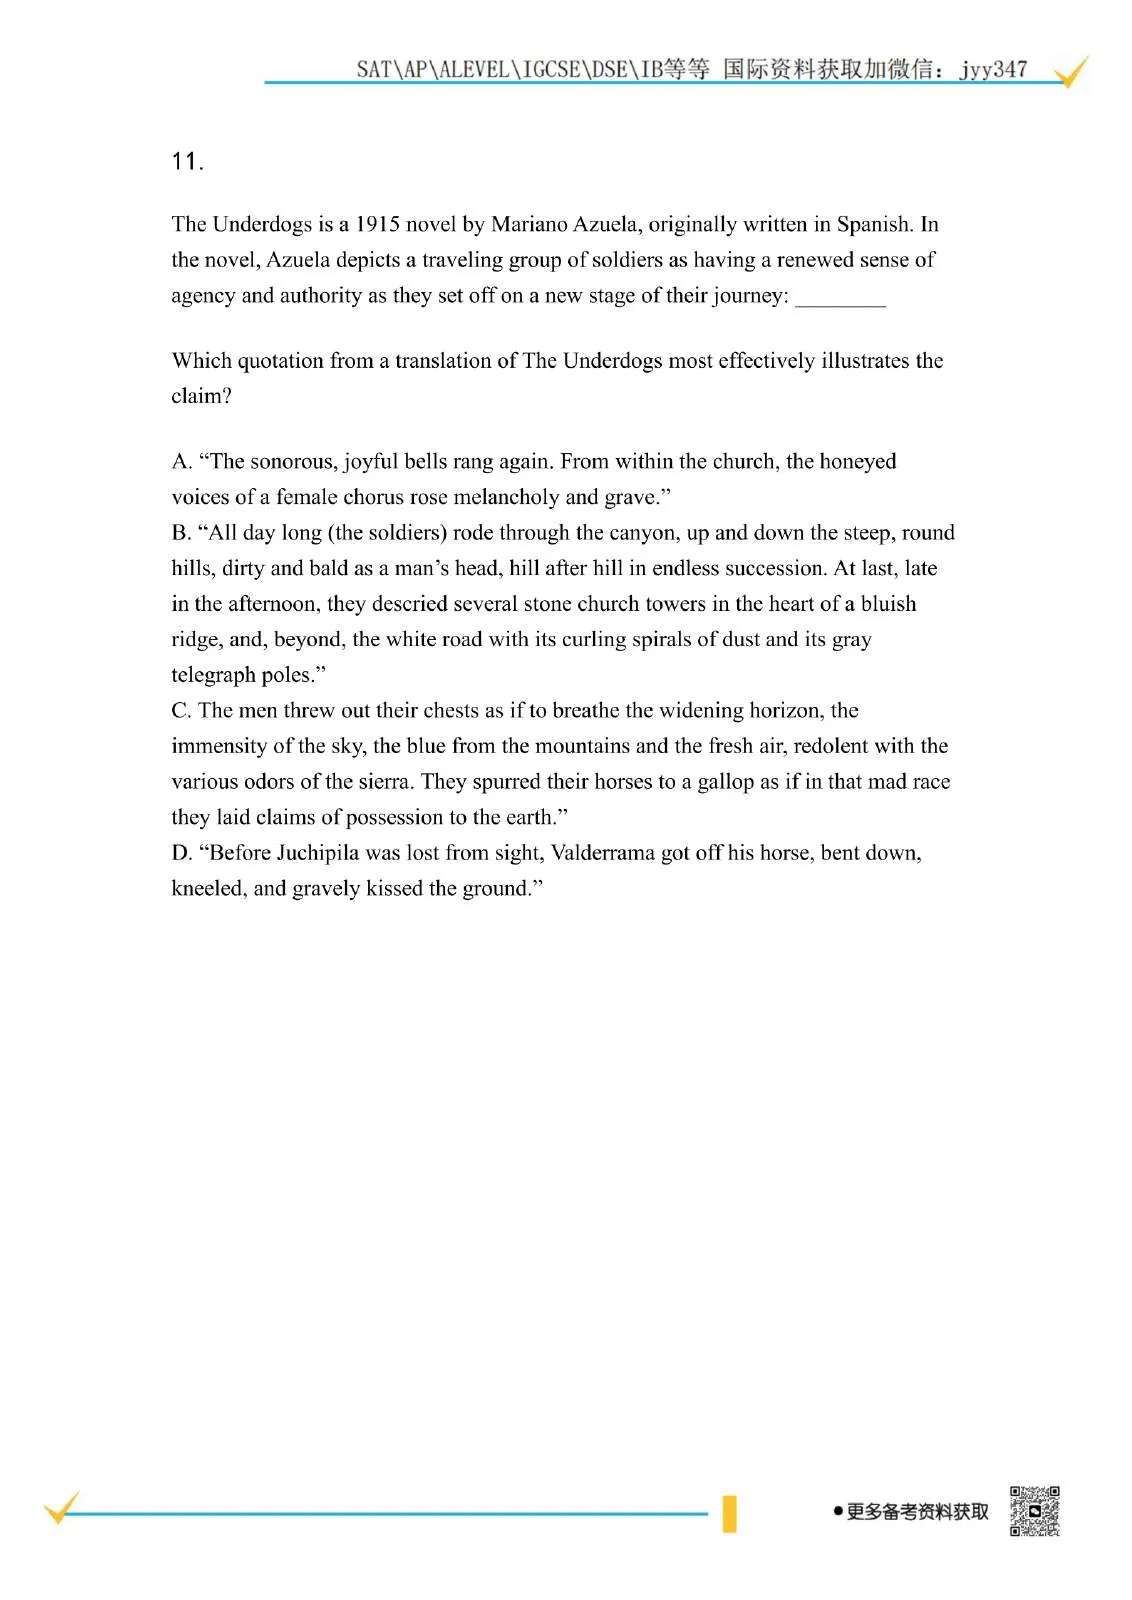 SAT\AP\ALEVEL\IGCSE\DSE\IB等等 国际资料获取加微信：jyy347
11.
The Underdogs is a 1915 novel by Mariano Azuela, originally written in Spanish. In
the novel, Azuela depicts a traveling group of soldiers as having a renewed sense of
agency and authority as they set off on a new stage of their journey: ________
Which quotation from a translation of The Underdogs most effectively illustrates the
claim?
A. “The sonorous, joyful bells rang again. From within the church, the honeyed
voices of a female chorus rose melancholy and grave.”
B. “All day long (the soldiers) rode through the canyon, up and down the steep, round
hills, dirty and bald as a man’s head, hill after hill in endless succession. At last, late
in the afternoon, they descried several stone church towers in the heart of a bluish
ridge, and, beyond, the white road with its curling spirals of dust and its gray
telegraph poles.”
C. The men threw out their chests as if to breathe the widening horizon, the
immensity of the sky, the blue from the mountains and the fresh air, redolent with the
various odors of the sierra. They spurred their horses to a gallop as if in that mad race
they laid claims of possession to the earth.”
D. “Before Juchipila was lost from sight, Valderrama got off his horse, bent down,
kneeled, and gravely kissed the ground.”
●更多备考资料获取